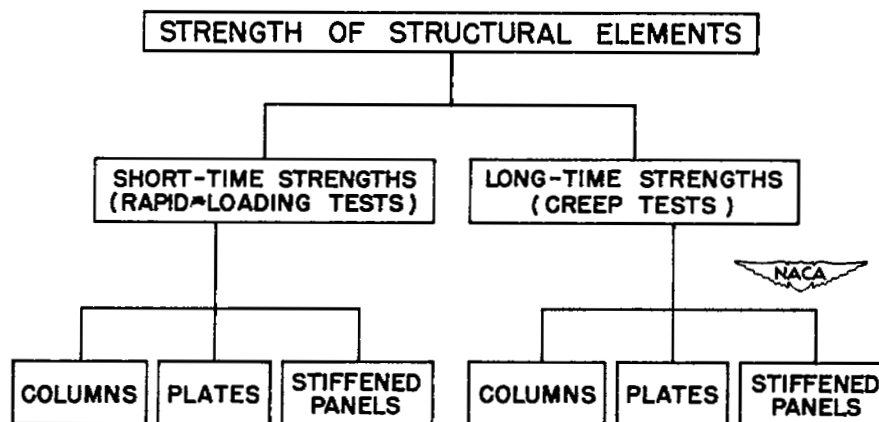 STRENGTH OF STRUCTURAL ELEMENTS
SHORT-TIME STRENGTHS
(RAPID-LOADING TESTS)
LONG-TIME STRENGTHS
(CREEP TESTS)
NACA
COLUMNS
PLATES
STIFFENED
PANELS
COLUMNS
PLATES
STIFFENED
PANELS